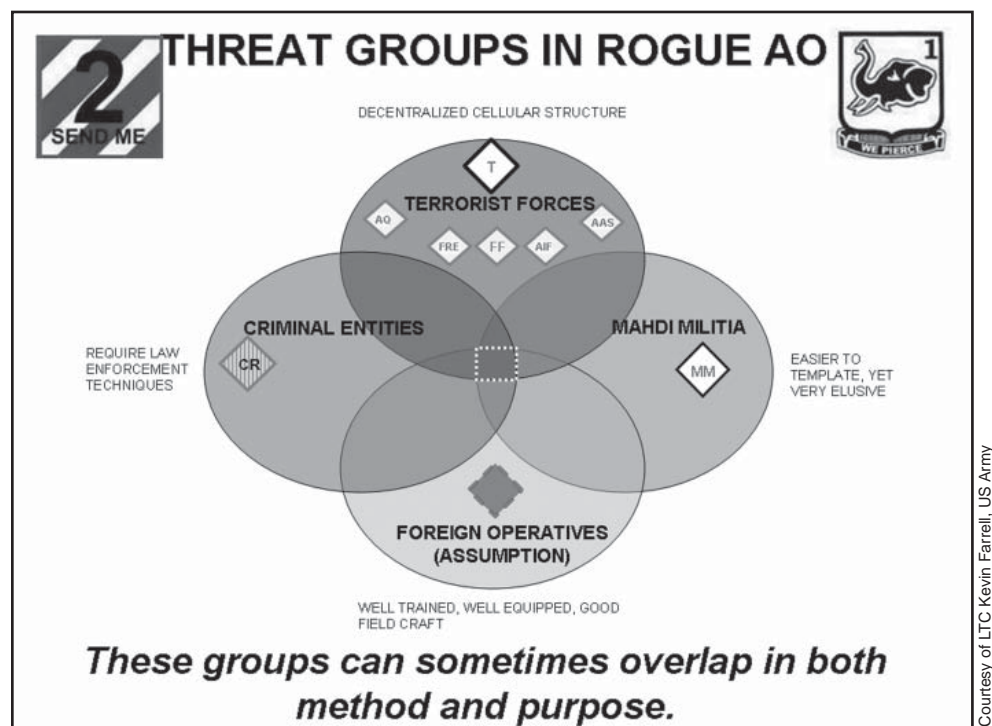 THREAT GROUPS IN ROGUE AO
2
SEND ME
1
WE PIERCE
DECENTRALIZED CELLULAR STRUCTURE
T
TERRORIST FORCES
AQ
AAS
FRE
FF
AIF
CRIMINAL ENTITIES
MAHDI MILITIA
REQUIRE LAW
ENFORCEMENT
TECHNIQUES
CR
MM
EASIER TO
TEMPLATE, YET
VERY ELUSIVE
FOREIGN OPERATIVES
(ASSUMPTION)
WELL TRAINED, WELL EQUIPPED, GOOD
FIELD CRAFT
These groups can sometimes overlap in both
method and purpose.
Courtesy of LTC Kevin Farrell, US Army